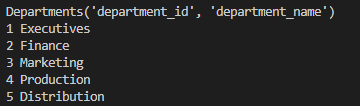 Departments('department_id', 'department_name')
1 Executives
2 Finance
3 Marketing
4 Production
5 Distribution